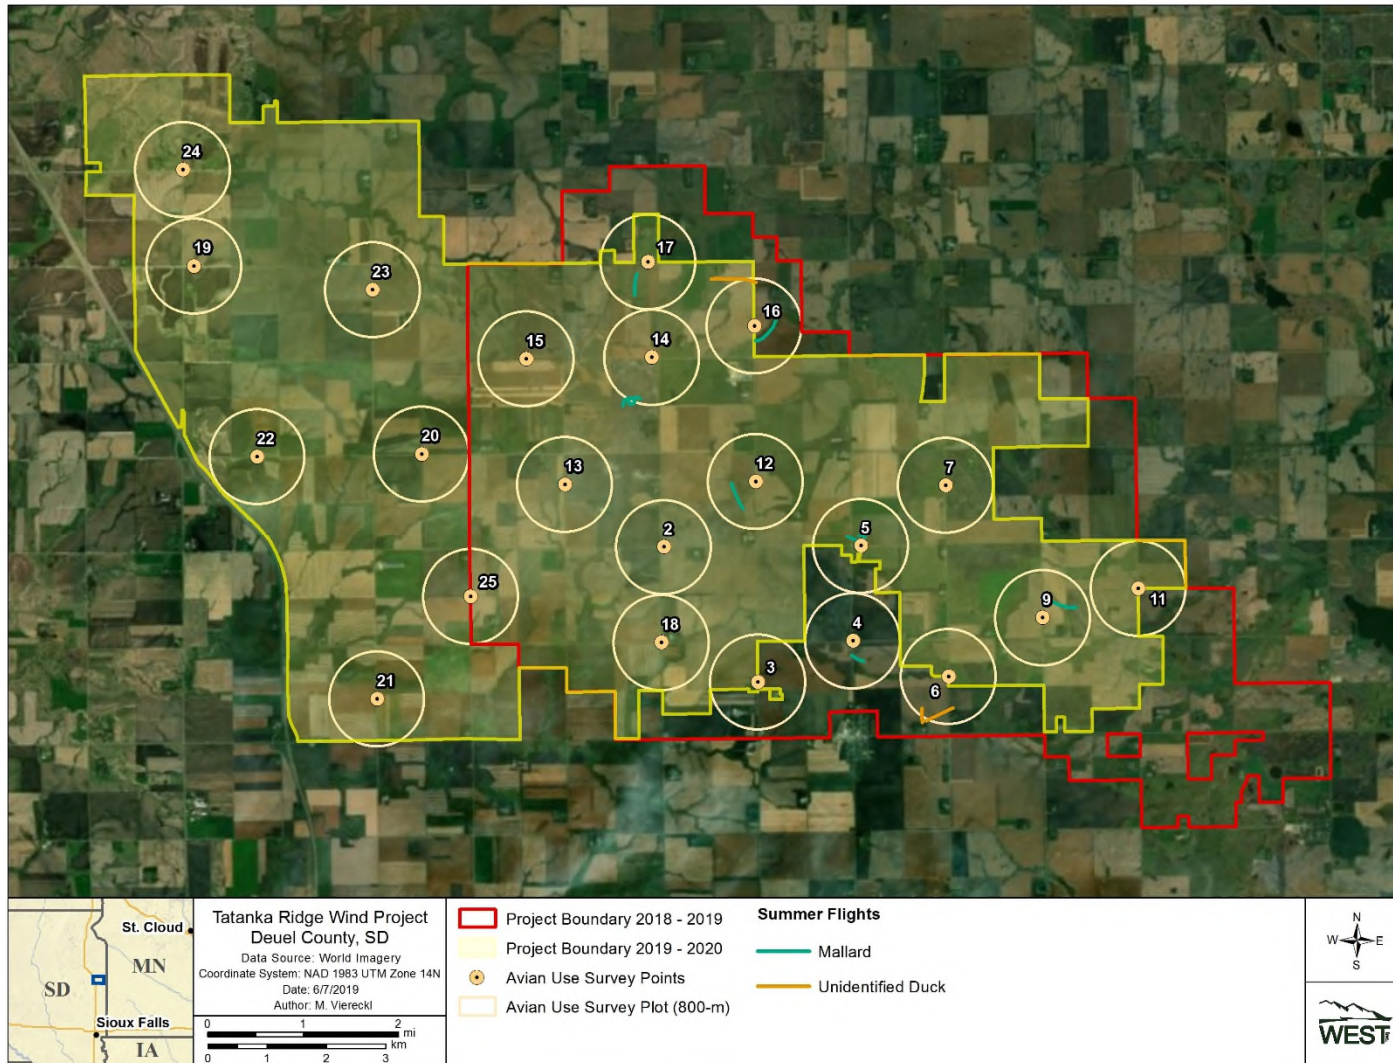 24
19
23
17
16
15
14
22
20
13
12
7
2
5
25
9
11
18
4
3
21
6
St. Cloud
MN
SD
Sioux Falls
IA
Tatanka Ridge Wind Project
Deuel County, SD
Data Source: World Imagery
Coordinate System: NAD 1983 UTM Zone 14N
Date: 6/7/2019
Author: M. Viereckl
0 1 2
mi
km
0 1 2 3
Project Boundary 2018 - 2019
Project Boundary 2019 - 2020
Avian Use Survey Points
Avian Use Survey Plot (800-m)
Summer Flights
Mallard
Unidentified Duck
N
W E
S
WEST